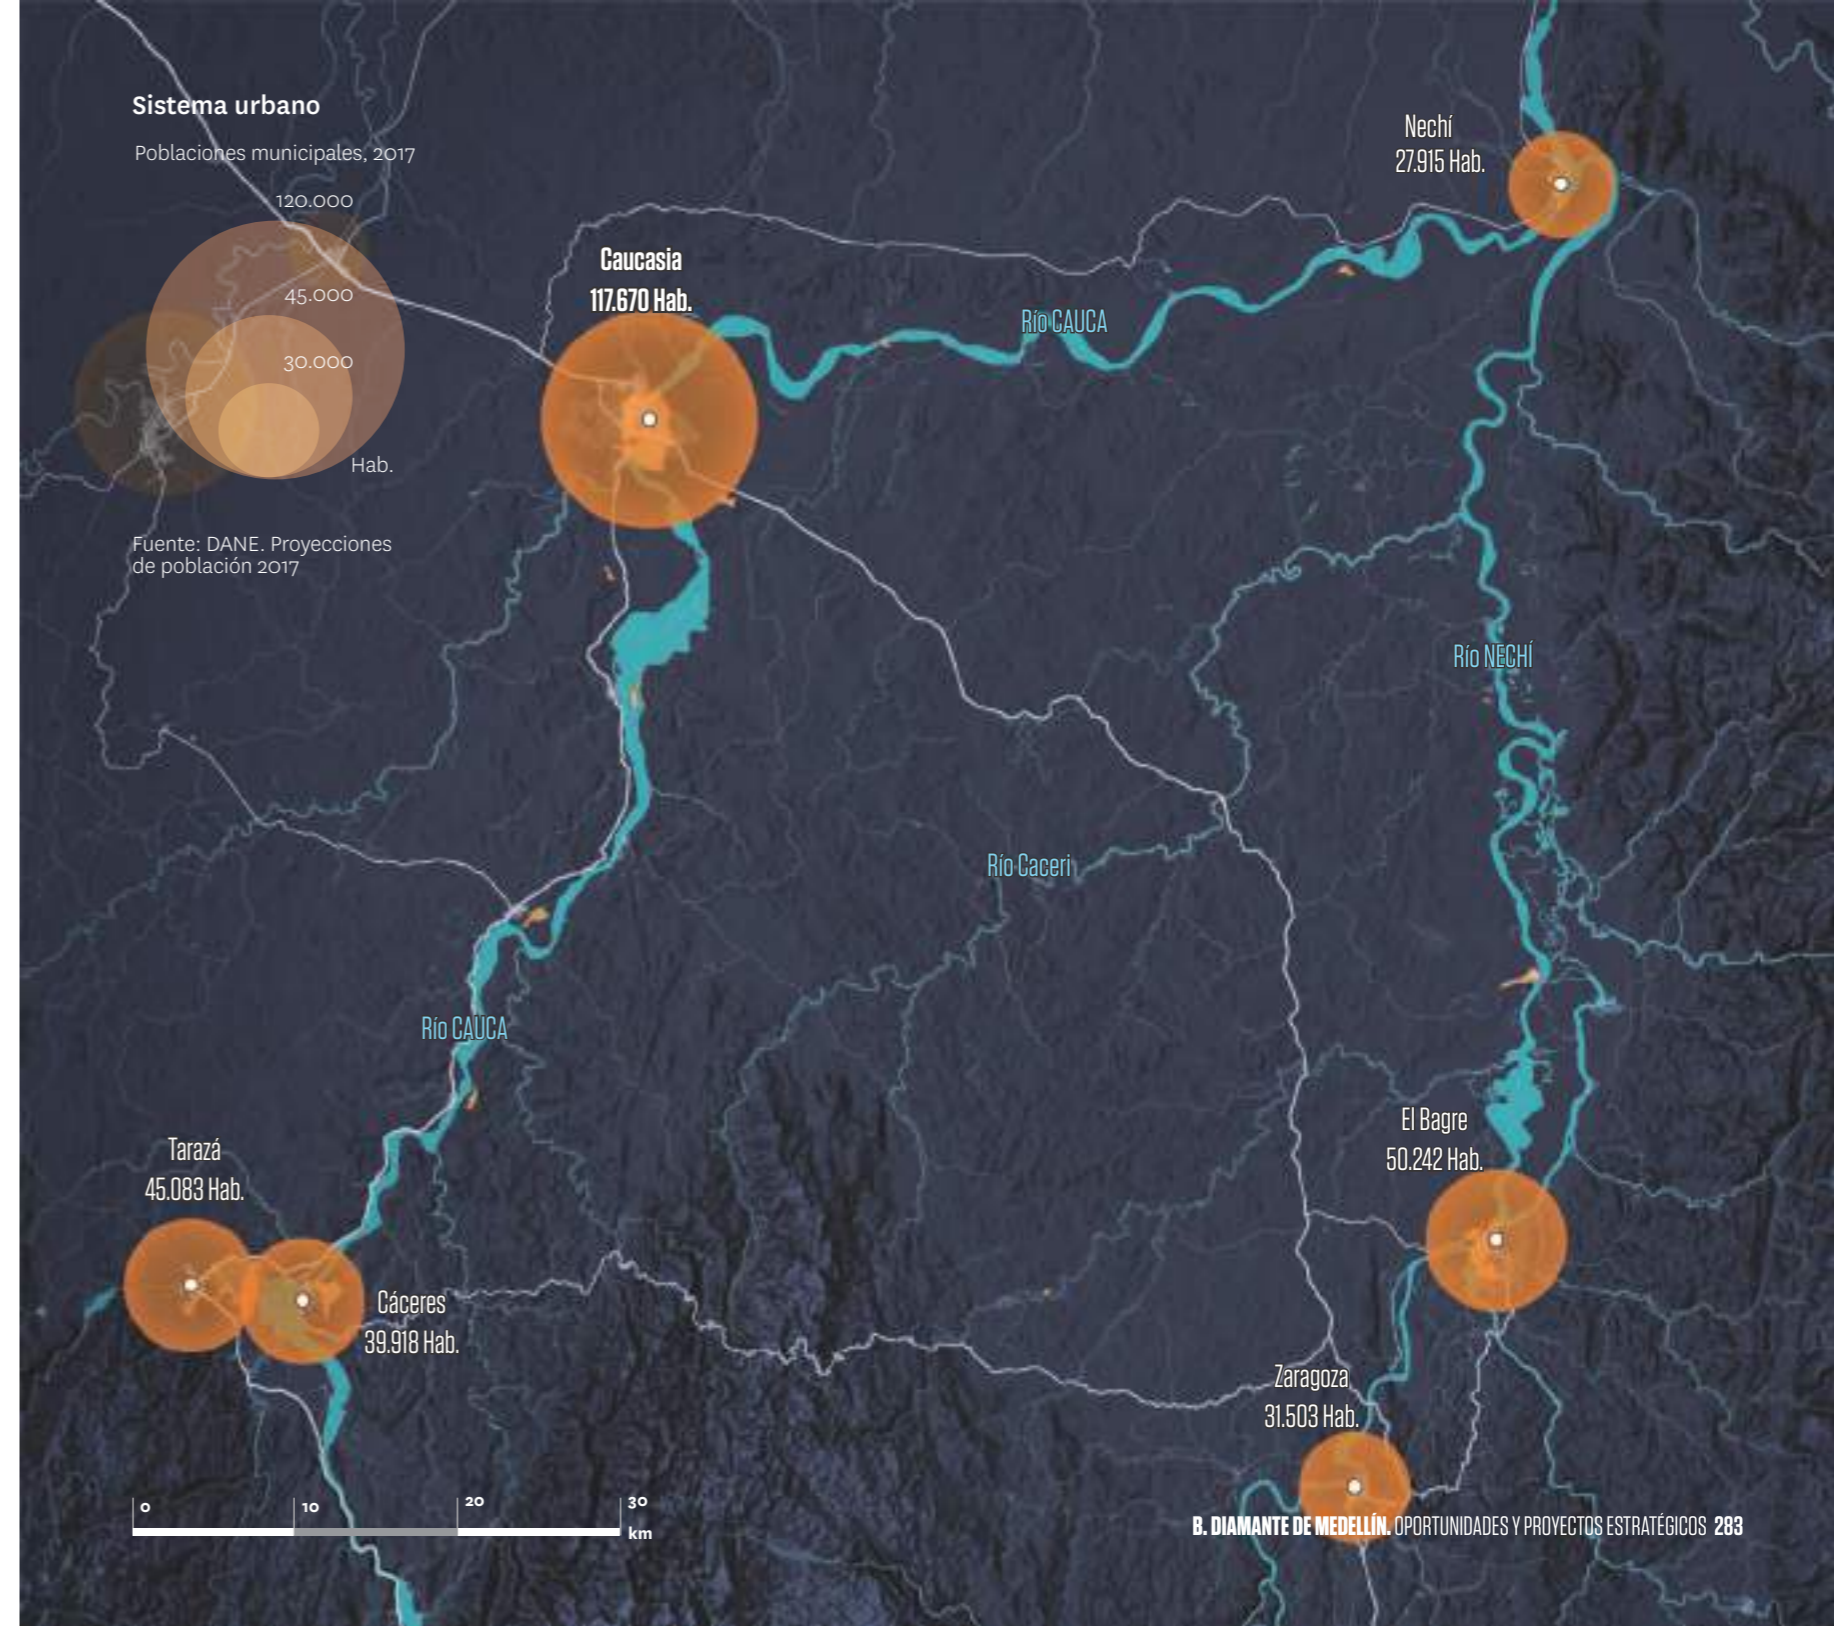 Sistema urbano
Poblaciones municipales, 2017
120.000
45.000
30.000
Hab.
Fuente: DANE. Proyecciones
de población 2017
Nechí
27.915 Hab.
Caucasia
117.670 Hab.
Río CAUCA
Río NECHÍ
Río Caceri
Río CAUCA
El Bagre
50.242 Hab.
Tarazá
45.083 Hab.
Cáceres
39.918 Hab.
Zaragoza
31.503 Hab.
0 10 20 30
km
B. DIAMANTE DE MEDELLÍN. OPORTUNIDADES Y PROYECTOS ESTRATÉGICOS 283